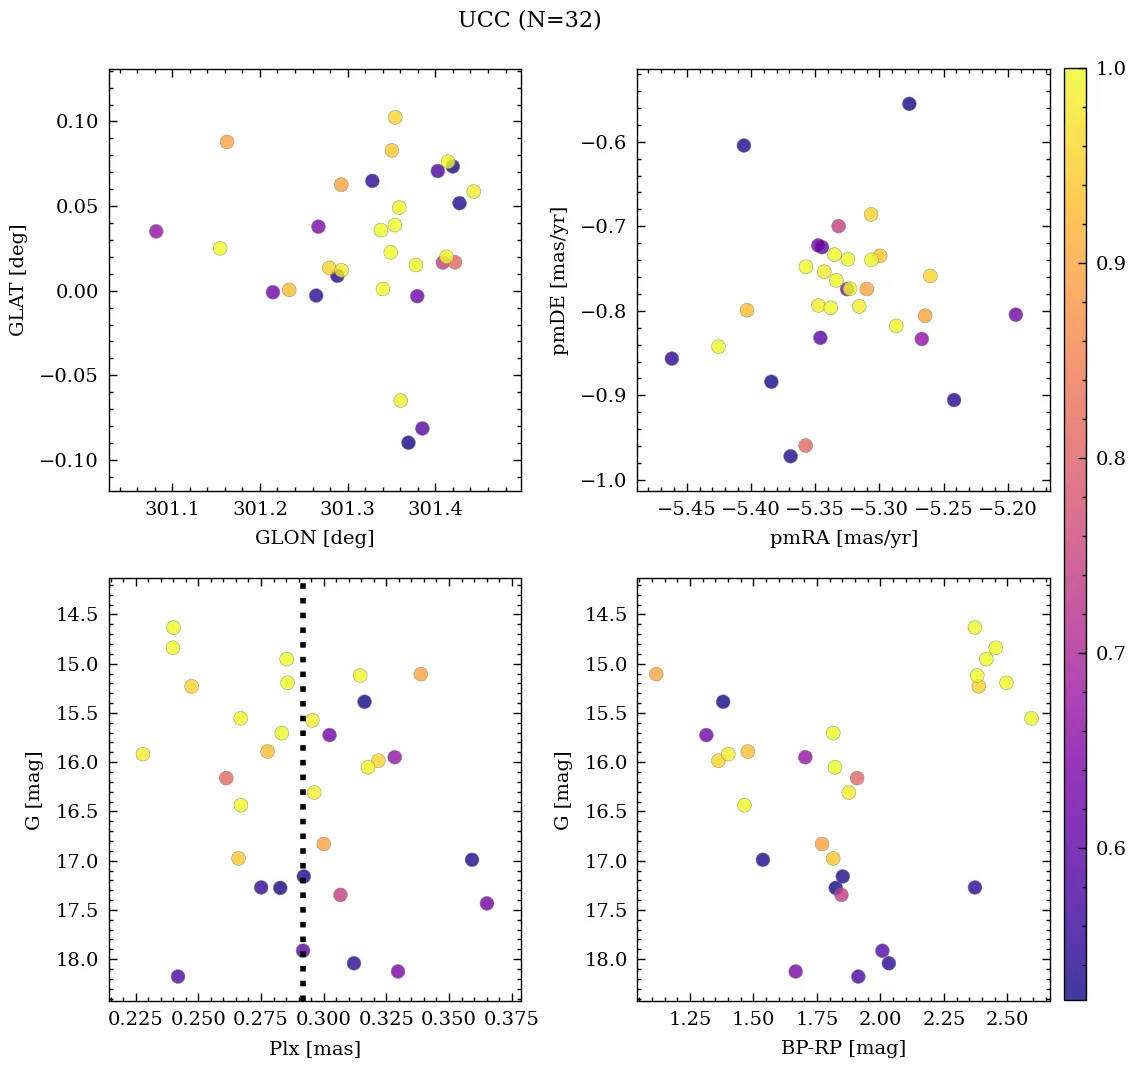 UCC (N=32)
0.10
0.05
0.00
−0.05
−0.10
GLAT [deg]
301.1 301.2 301.3 301.4
GLON [deg]
−0.6
−0.7
−0.8
−0.9
−1.0
pmDE [mas/yr]
−5.45 −5.40 −5.35 −5.30 −5.25 −5.20
pmRA [mas/yr]
1.0
0.9
0.8
0.7
0.6
14.5
15.0
15.5
16.0
16.5
17.0
17.5
18.0
G [mag]
0.225 0.250 0.275 0.300 0.325 0.350 0.375
Plx [mas]
14.5
15.0
15.5
16.0
16.5
17.0
17.5
18.0
G [mag]
1.25 1.50 1.75 2.00 2.25 2.50
BP-RP [mag]